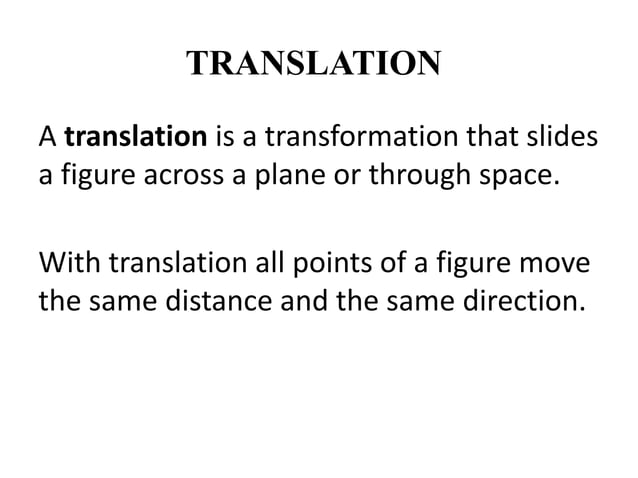 TRANSLATION
A translation is a transformation that slides
a figure across a plane or through space.
With translation all points of a figure move
the same distance and the same direction.